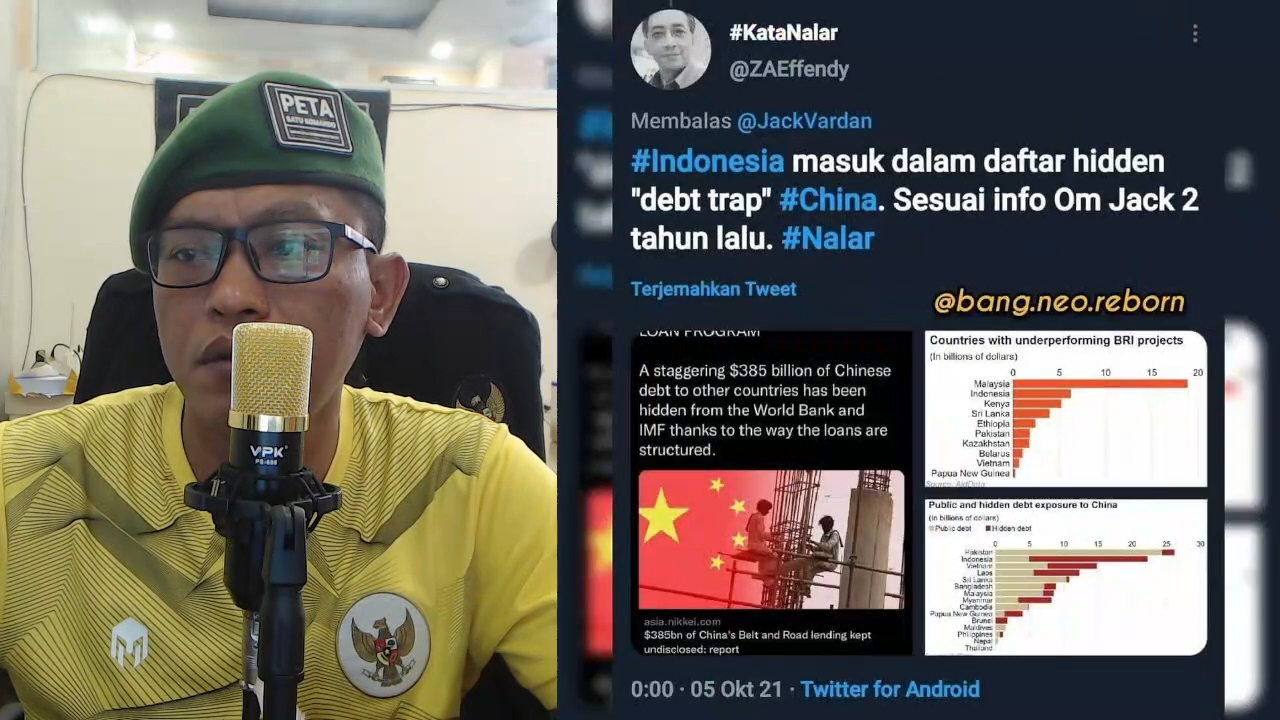 PETA
SATU KOMANDO
VPK
PS-889
#KataNalar
@ZAEffendy
Membalas @JackVardan
#Indonesia masuk dalam daftar hidden
"debt trap" #China. Sesuai info Om Jack 2
tahun lalu. #Nalar
Terjemahkan Tweet
@bang.neo.reborn
LOAN PROGRAM
A staggering $385 billion of Chinese
debt to other countries has been
hidden from the World Bank and
IMF thanks to the way the loans are
structured.
asia.nikkei.com
$385bn of China's Belt and Road lending kept
undisclosed: report
Countries with underperforming BRI projects
(In billions of dollars)
0 5 10 15 20
Malaysia
Indonesia
Kenya
Sri Lanka
Ethiopia
Pakistan
Kazakhstan
Belarus
Vietnam
Papua New Guinea
Source: AidData
Public and hidden debt exposure to China
(In billions of dollars)
Public debt Hidden debt
0 5 10 15 20 25 30
Pakistan
Indonesia
Vietnam
Laos
Sri Lanka
Bangladesh
Malaysia
Myanmar
Cambodia
Papua New Guinea
Brunei
Maldives
Philippines
Nepal
Thailand
0:00 · 05 Okt 21 · Twitter for Android